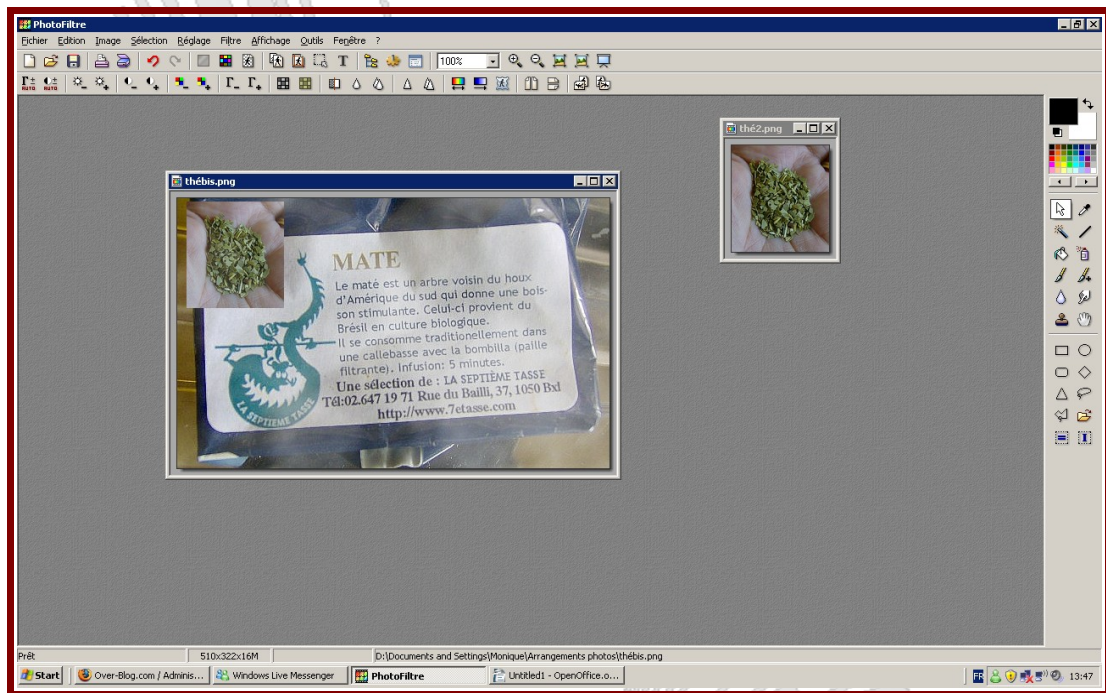 PhotoFiltre
Fichier Edition Image Sélection Réglage Filtre Affichage Outils Fenêtre ?
T 100%
AUTO AUTO
thé2.png
thébis.png
MATE
Le maté est un arbre voisin du houx
d'Amérique du sud qui donne une bois-
son stimulante. Celui-ci provient du
Brésil en culture biologique.
Il se consomme traditionellement dans
une callebasse avec la bombilla (paille
filtrante). Infusion: 5 minutes.
Une sélection de : LA SEPTIÈME TASSE
Tél:02.647 19 71 Rue du Bailli, 37, 1050 Bxl
http://www.7etasse.com
LA SEPTIEME TASSE
Prêt 510x322x16M D:\Documents and Settings\Monique\Arrangements photos\thébis.png
Start Over-Blog.com / Adminis... Windows Live Messenger PhotoFiltre Untitled1 - OpenOffice.o... FR 13:47